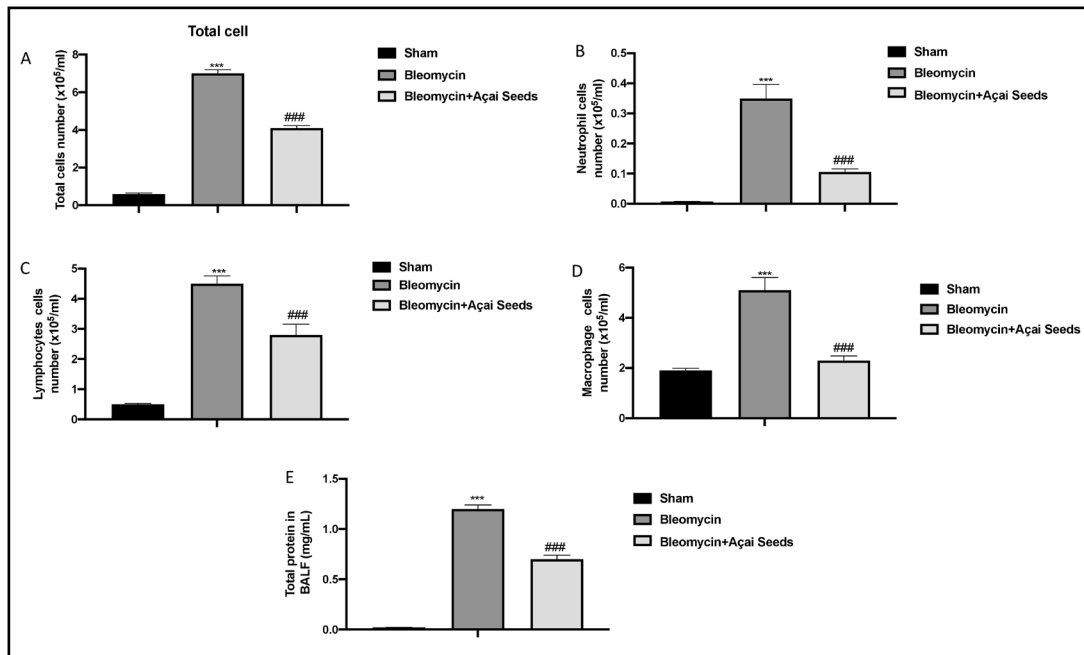 Total cell
A
Total cells number (x10⁵/ml)
8
6
4
2
0
***
###
Sham
Bleomycin
Bleomycin+Açai Seeds
B
Neutrophil cells
number (x10⁵/ml)
0.5
0.4
0.3
0.2
0.1
0.0
***
###
Sham
Bleomycin
Bleomycin+Açai Seeds
C
Lymphocytes cells
number (x10⁵/ml)
5
4
3
2
1
0
***
###
Sham
Bleomycin
Bleomycin+Açai Seeds
D
Macrophage cells
number (x10⁵/ml)
6
4
2
0
***
###
Sham
Bleomycin
Bleomycin+Açai Seeds
E
Total protein in
BALF (mg/mL)
1.5
1.0
0.5
0.0
***
###
Sham
Bleomycin
Bleomycin+Açai Seeds